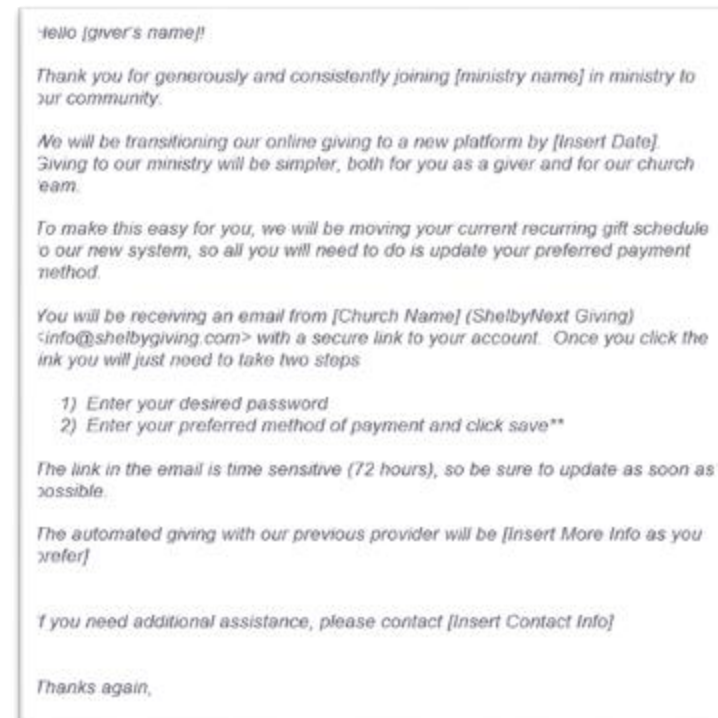 Hello [giver's name]!
Thank you for generously and consistently joining [ministry name] in ministry to
our community.
We will be transitioning our online giving to a new platform by [Insert Date].
Giving to our ministry will be simpler, both for you as a giver and for our church
team.
To make this easy for you, we will be moving your current recurring gift schedule
to our new system, so all you will need to do is update your preferred payment
method.
You will be receiving an email from [Church Name] (ShelbyNext Giving)
<info@shelbygiving.com> with a secure link to your account. Once you click the
link you will just need to take two steps
1) Enter your desired password
2) Enter your preferred method of payment and click save**
The link in the email is time sensitive (72 hours), so be sure to update as soon as
possible.
The automated giving with our previous provider will be [Insert More Info as you
prefer]
If you need additional assistance, please contact [Insert Contact Info]
Thanks again,